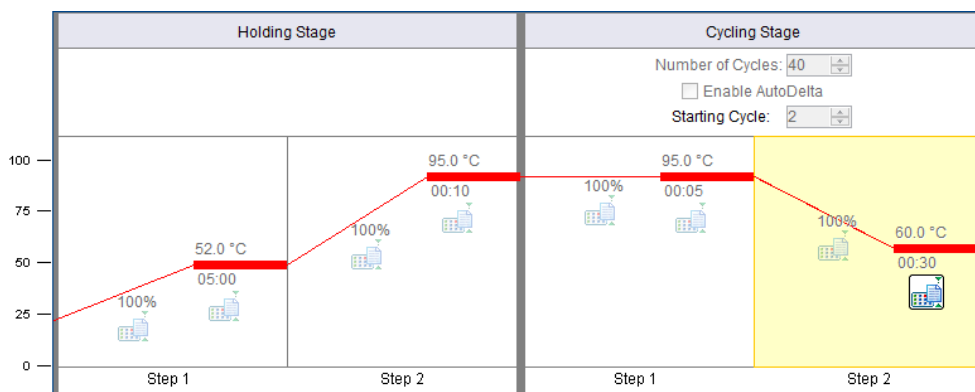 Holding Stage
Cycling Stage
Number of Cycles: 40
Enable AutoDelta
Starting Cycle: 2
100
75
50
25
0
52.0 °C
05:00
100%
95.0 °C
00:10
100%
95.0 °C
00:05
100%
60.0 °C
00:30
100%
Step 1
Step 2
Step 1
Step 2